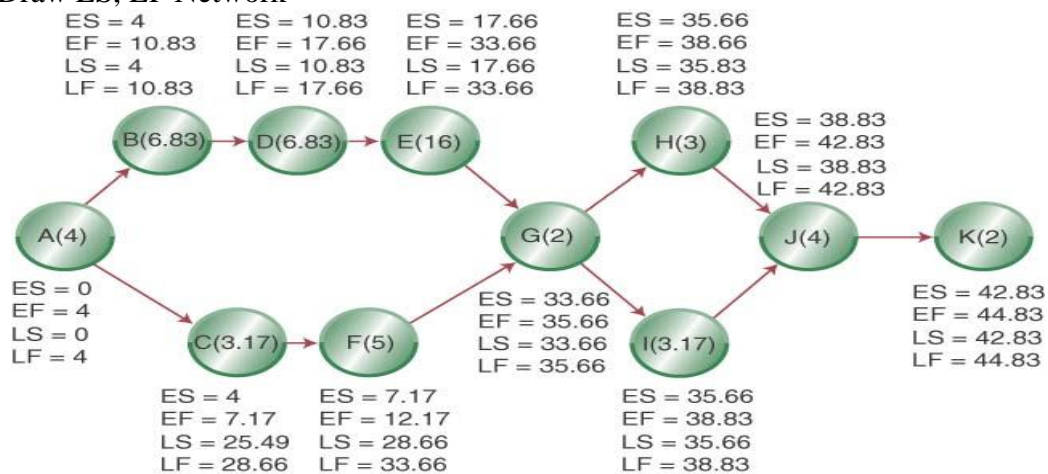 Draw ES, EF Network
ES = 4
EF = 10.83
LS = 4
LF = 10.83
ES = 10.83
EF = 17.66
LS = 10.83
LF = 17.66
ES = 17.66
EF = 33.66
LS = 17.66
LF = 33.66
ES = 35.66
EF = 38.66
LS = 35.83
LF = 38.83
B(6.83)
D(6.83)
E(16)
H(3)
ES = 38.83
EF = 42.83
LS = 38.83
LF = 42.83
A(4)
G(2)
J(4)
K(2)
ES = 0
EF = 4
LS = 0
LF = 4
C(3.17)
F(5)
ES = 33.66
EF = 35.66
LS = 33.66
LF = 35.66
I(3.17)
ES = 42.83
EF = 44.83
LS = 42.83
LF = 44.83
ES = 4
EF = 7.17
LS = 25.49
LF = 28.66
ES = 7.17
EF = 12.17
LS = 28.66
LF = 33.66
ES = 35.66
EF = 38.83
LS = 35.66
LF = 38.83